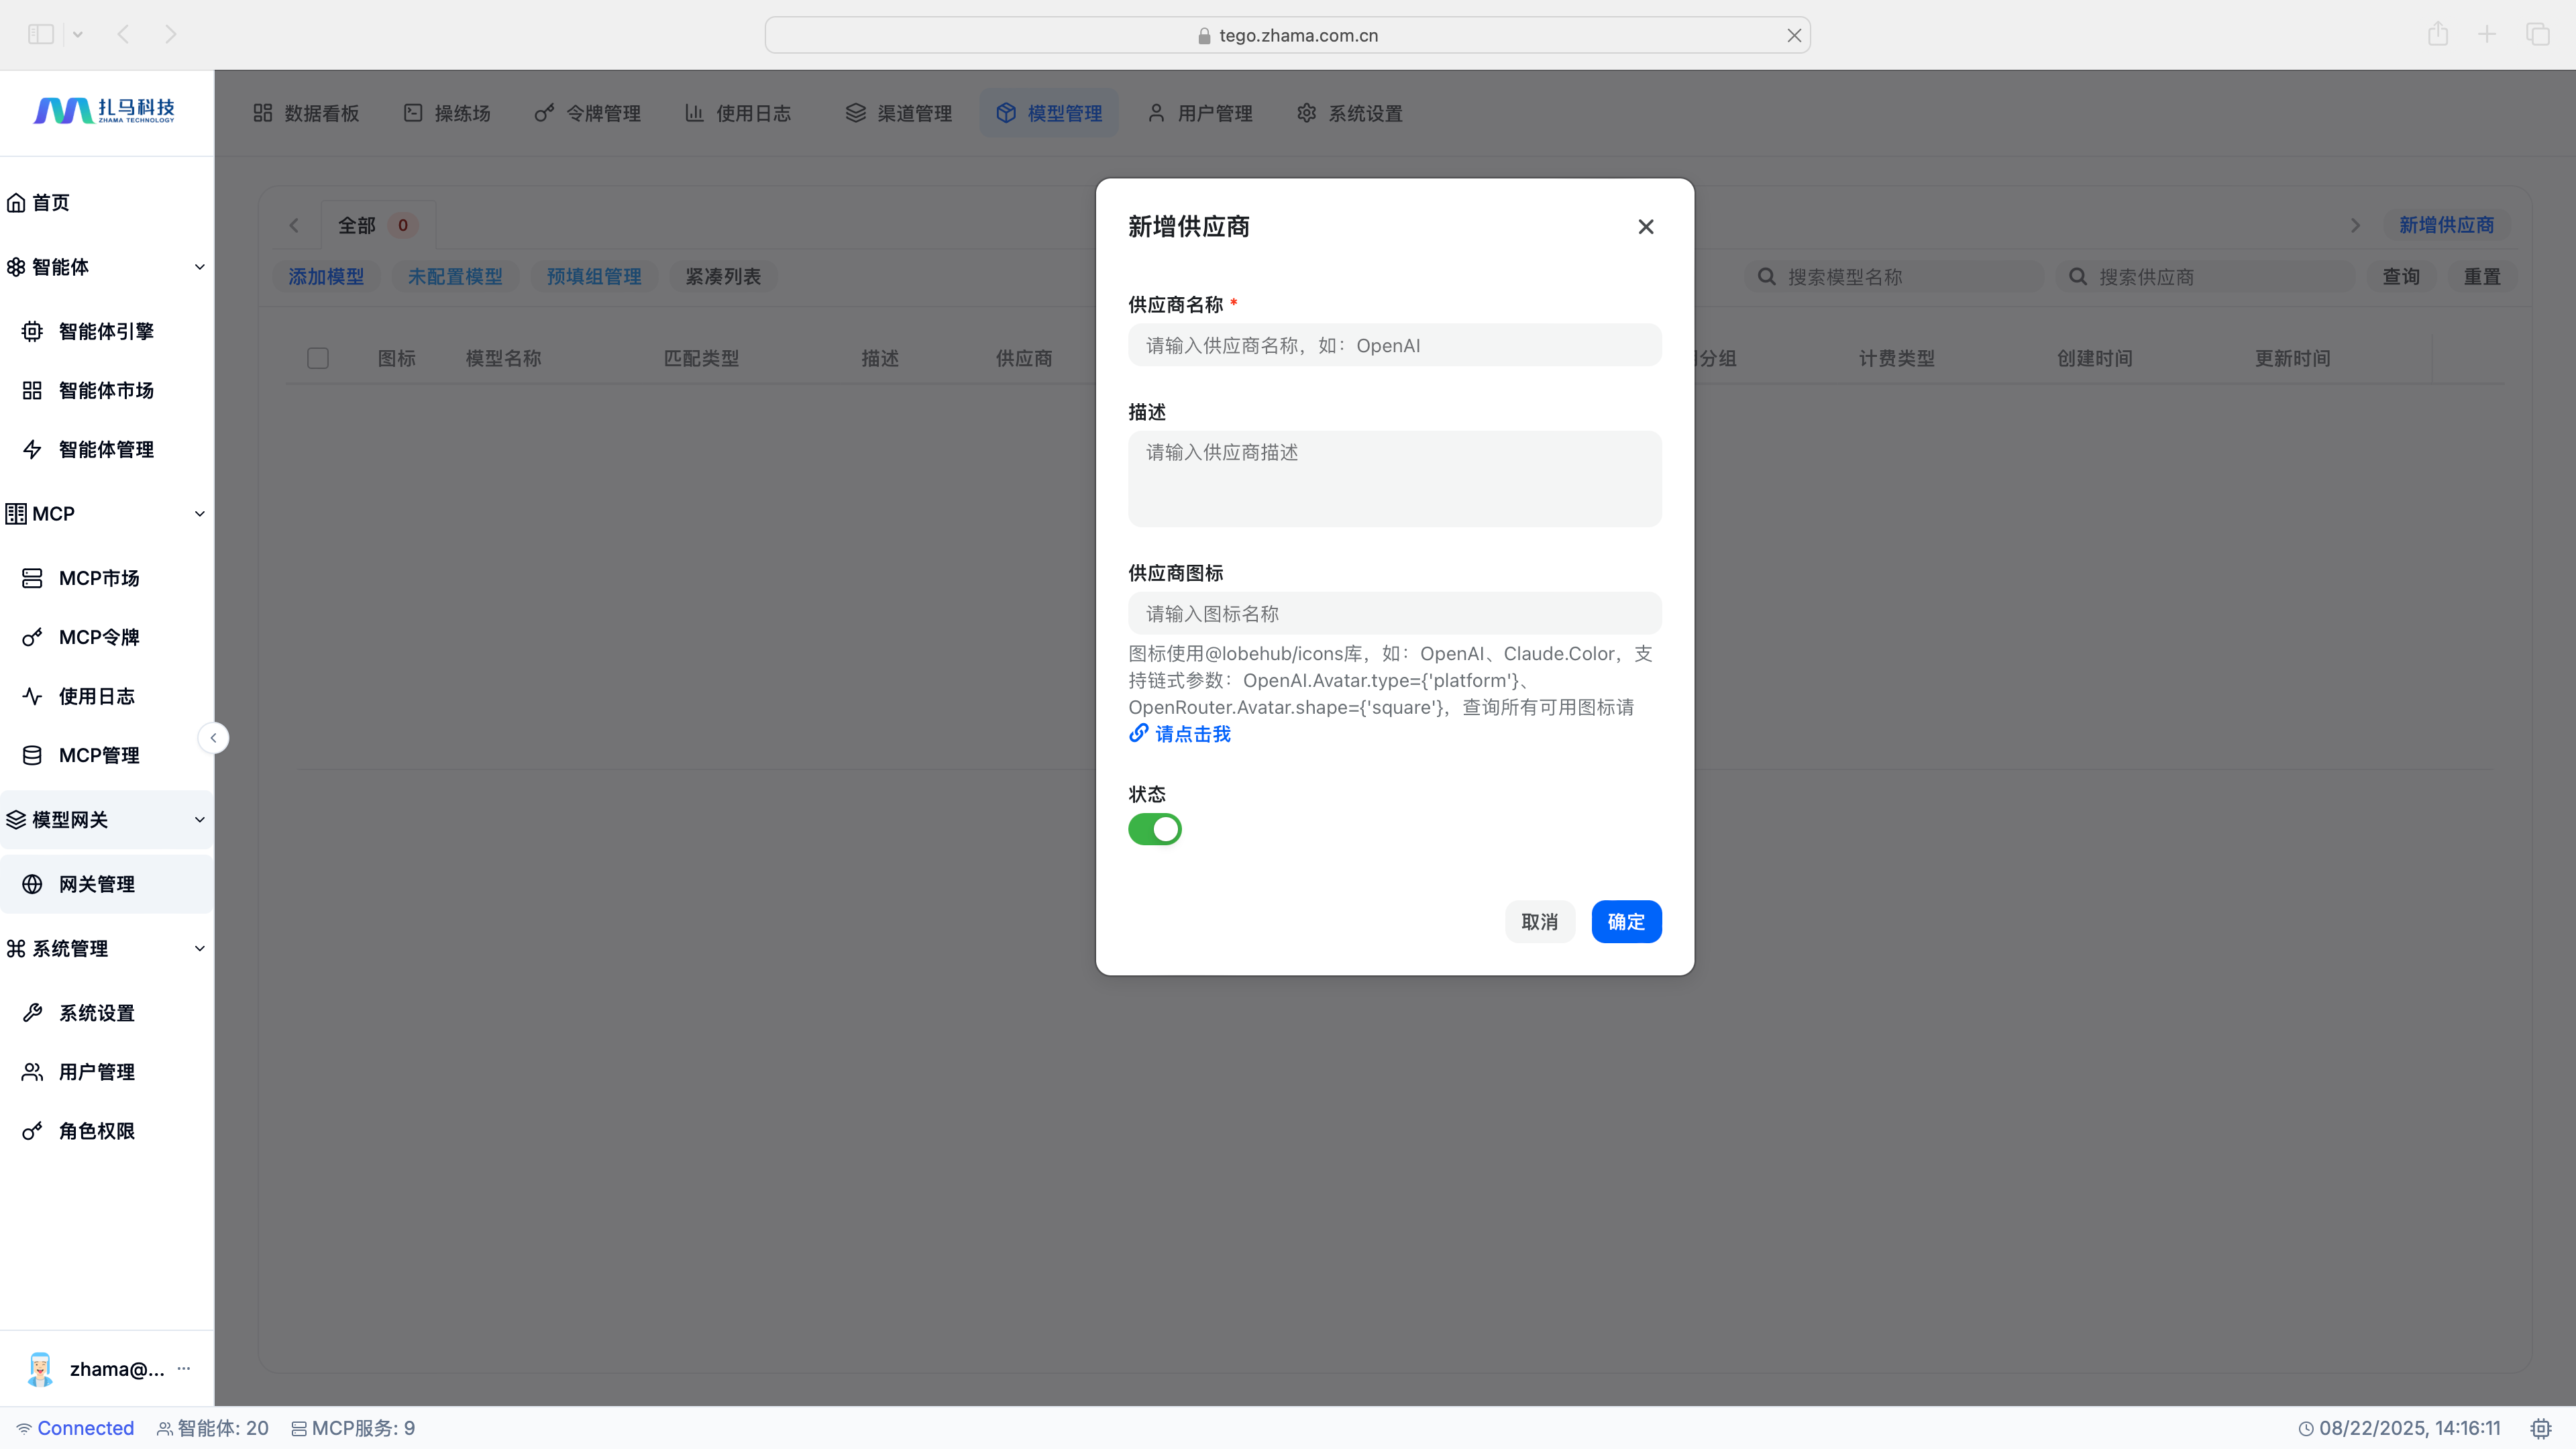 tego.zhama.com.cn
扎马科技
ZHAMA TECHNOLOGY
数据看板
操练场
令牌管理
使用日志
渠道管理
模型管理
用户管理
系统设置
首页
智能体
智能体引擎
智能体市场
智能体管理
MCP
MCP市场
MCP令牌
使用日志
MCP管理
模型网关
网关管理
系统管理
系统设置
用户管理
角色权限
zhama@... ...
全部 0
新增供应商
添加模型
未配置模型
预填组管理
紧凑列表
搜索模型名称
搜索供应商
查询
重置
图标
模型名称
匹配类型
描述
供应商
分组
计费类型
创建时间
更新时间
新增供应商
供应商名称 *
请输入供应商名称，如：OpenAI
描述
请输入供应商描述
供应商图标
请输入图标名称
图标使用@lobehub/icons库，如：OpenAI、Claude.Color，支
持链式参数：OpenAI.Avatar.type={'platform'}、
OpenRouter.Avatar.shape={'square'}，查询所有可用图标请
请点击我
状态
取消
确定
Connected
智能体: 20
MCP服务: 9
08/22/2025, 14:16:11